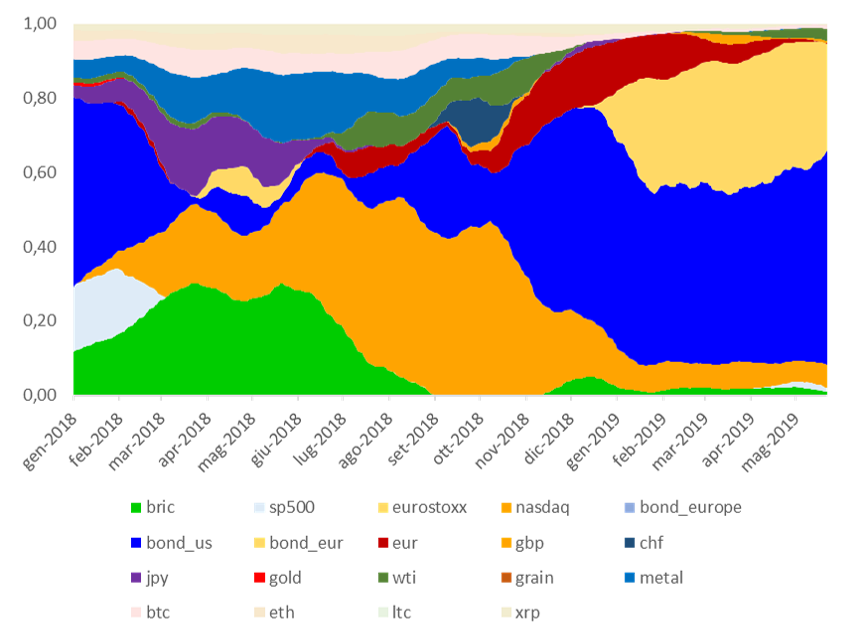 1,00
0,80
0,60
0,40
0,20
0,00
gen-2018 feb-2018 mar-2018 apr-2018 mag-2018 giu-2018 lug-2018 ago-2018 set-2018 ott-2018 nov-2018 dic-2018 gen-2019 feb-2019 mar-2019 apr-2019 mag-2019
bric sp500 eurostoxx nasdaq bond_europe
bond_us bond_eur eur gbp chf
jpy gold wti grain metal
btc eth ltc xrp